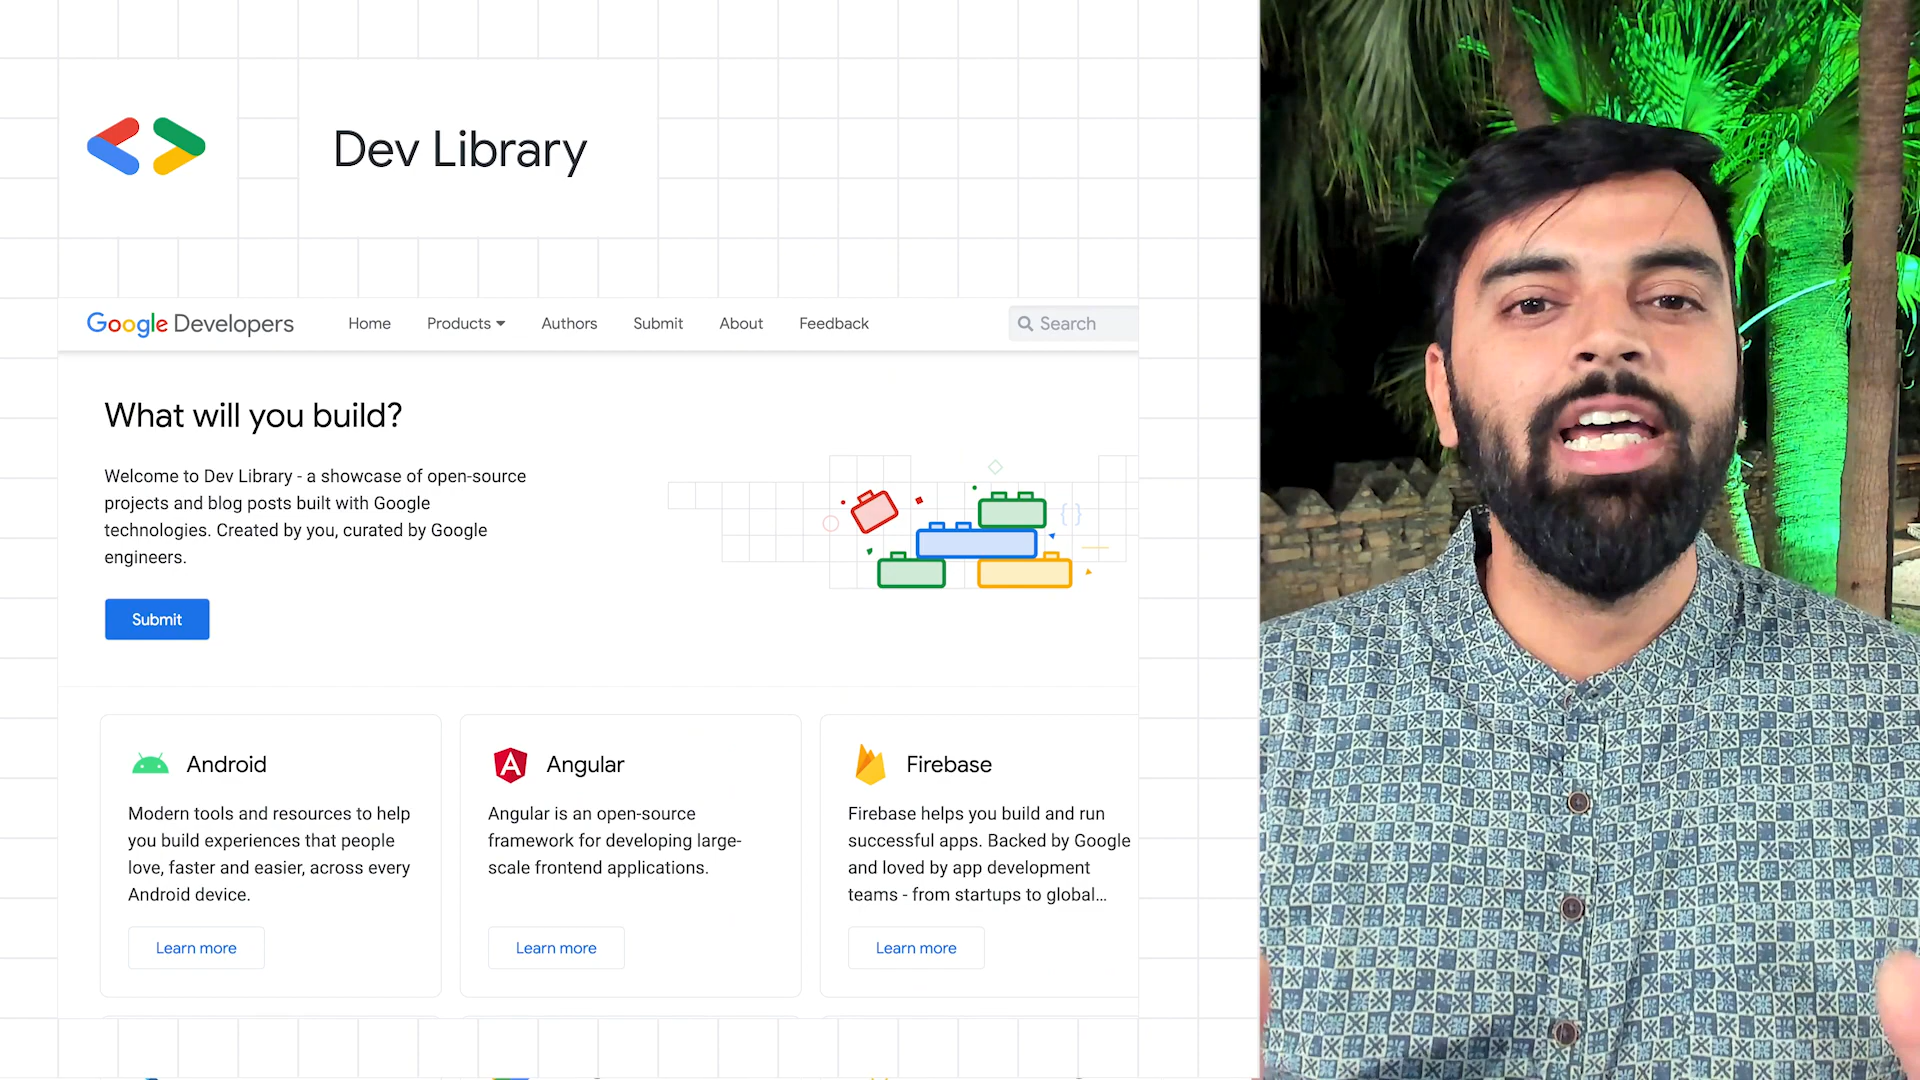 Dev Library
Google Developers Home Products Authors Submit About Feedback Search
What will you build?
Welcome to Dev Library - a showcase of open-source
projects and blog posts built with Google
technologies. Created by you, curated by Google
engineers.
Submit
Android
Modern tools and resources to help
you build experiences that people
love, faster and easier, across every
Android device.
Learn more
Angular
Angular is an open-source
framework for developing large-
scale frontend applications.
Learn more
Firebase
Firebase helps you build and run
successful apps. Backed by Google
and loved by app development
teams - from startups to global...
Learn more